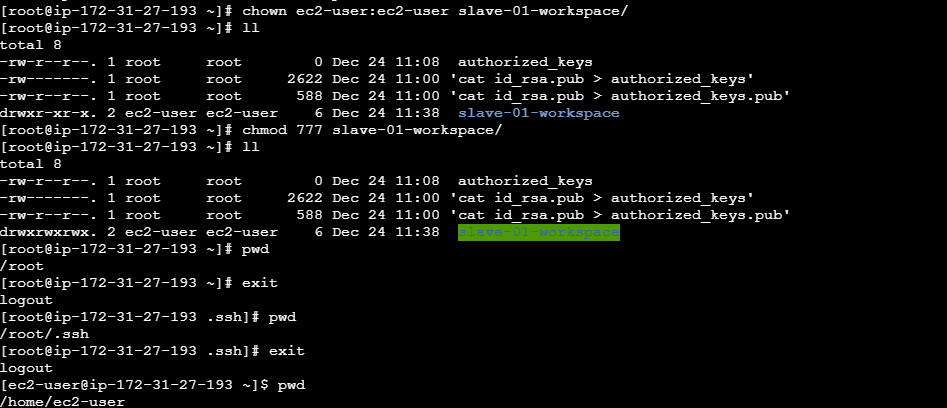 [root@ip-172-31-27-193 ~]# chown ec2-user:ec2-user slave-01-workspace/
[root@ip-172-31-27-193 ~]# ll
total 8
-rw-r--r--. 1 root     root        0 Dec 24 11:08  authorized_keys
-rw-------. 1 root     root     2622 Dec 24 11:00 'cat id_rsa.pub > authorized_keys'
-rw-r--r--. 1 root     root      588 Dec 24 11:00 'cat id_rsa.pub > authorized_keys.pub'
drwxr-xr-x. 2 ec2-user ec2-user    6 Dec 24 11:38  slave-01-workspace
[root@ip-172-31-27-193 ~]# chmod 777 slave-01-workspace/
[root@ip-172-31-27-193 ~]# ll
total 8
-rw-r--r--. 1 root     root        0 Dec 24 11:08  authorized_keys
-rw-------. 1 root     root     2622 Dec 24 11:00 'cat id_rsa.pub > authorized_keys'
-rw-r--r--. 1 root     root      588 Dec 24 11:00 'cat id_rsa.pub > authorized_keys.pub'
drwxrwxrwx. 2 ec2-user ec2-user    6 Dec 24 11:38  slave-01-workspace
[root@ip-172-31-27-193 ~]# pwd
/root
[root@ip-172-31-27-193 ~]# exit
logout
[root@ip-172-31-27-193 .ssh]# pwd
/root/.ssh
[root@ip-172-31-27-193 .ssh]# exit
logout
[ec2-user@ip-172-31-27-193 ~]$ pwd
/home/ec2-user